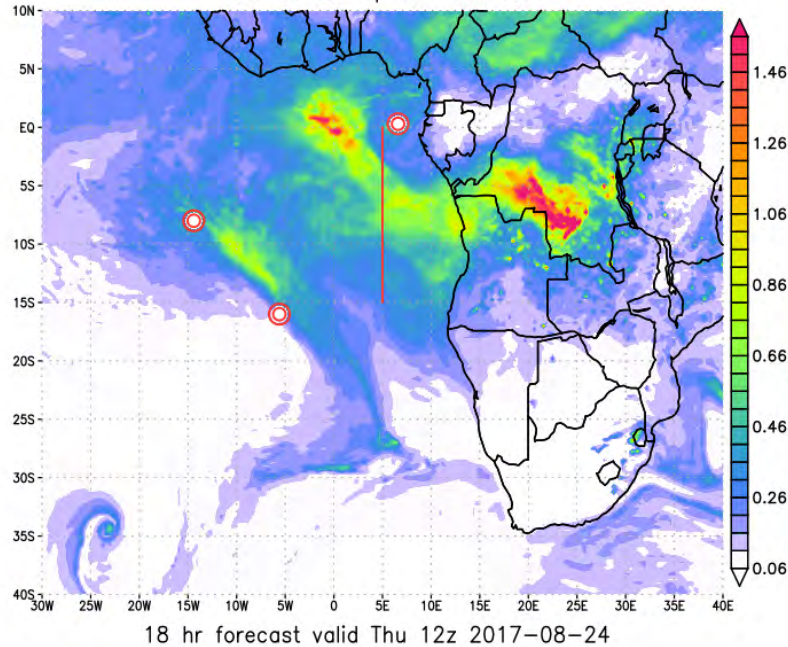 10N
5N
EQ
5S
10S
15S
20S
25S
30S
35S
40S
30W 25W 20W 15W 10W 5W 0 5E 10E 15E 20E 25E 30E 35E 40E
1.46
1.26
1.06
0.86
0.66
0.46
0.26
0.06
18 hr forecast valid Thu 12z 2017-08-24